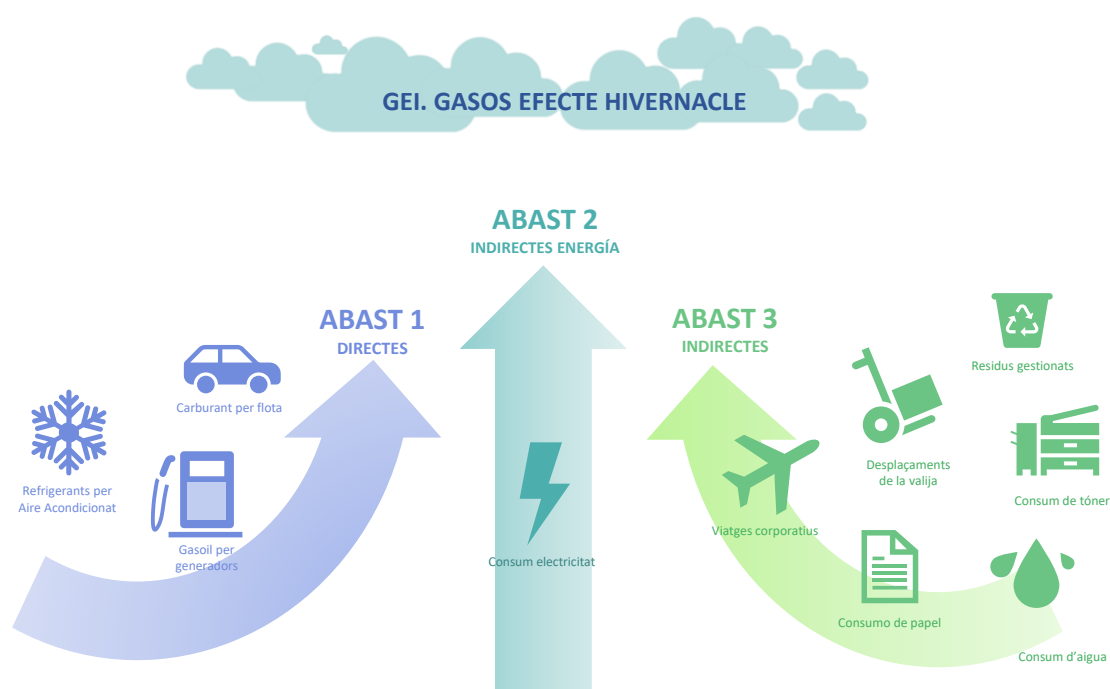 GEI. GASOS EFECTE HIVERNACLE
ABAST 2
INDIRECTES ENERGÍA
ABAST 1
DIRECTES
ABAST 3
INDIRECTES
Carburant per flota
Refrigerants per
Aire Acondicionat
Gasoil per
generadors
Consum electricitat
Residus gestionats
Desplaçaments
de la valija
Consum de tóner
Viatges corporatius
Consumo de papel
Consum d’aigua